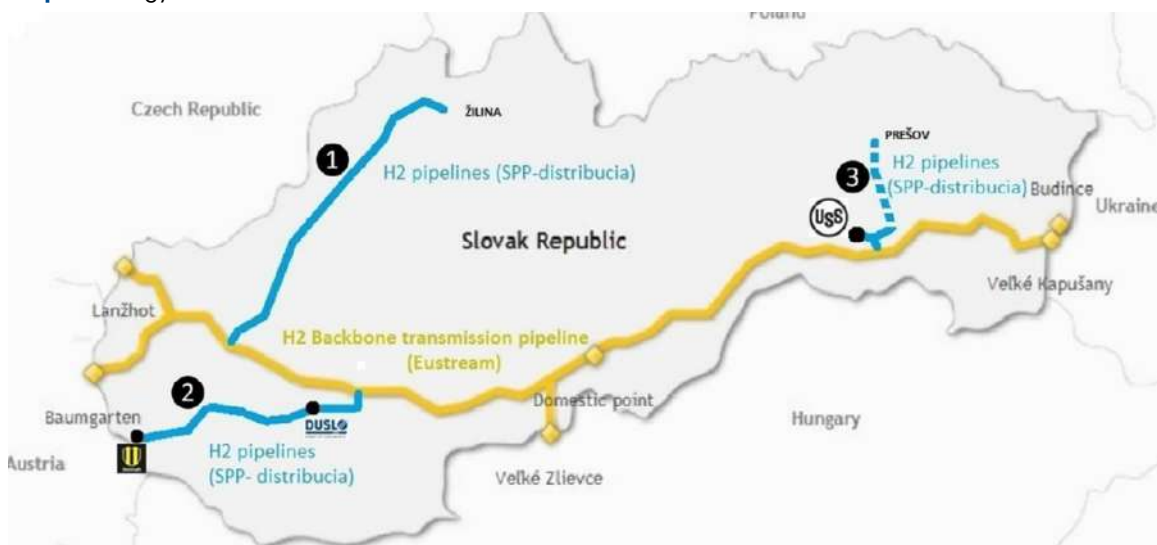 Poland
Czech Republic
ŽILINA
1
H2 pipelines (SPP-distribucia)
PREŠOV
H2 pipelines
3
(SPP-distribucia)
Budince
Ukraine
USS
Slovak Republic
Veľké Kapušany
Lanžhot
H2 Backbone transmission pipeline
(Eustream)
2
Baumgarten
DUSLO
Domestic point
Hungary
H2 pipelines
(SPP- distribucia)
Austria
Veľké Zlievce